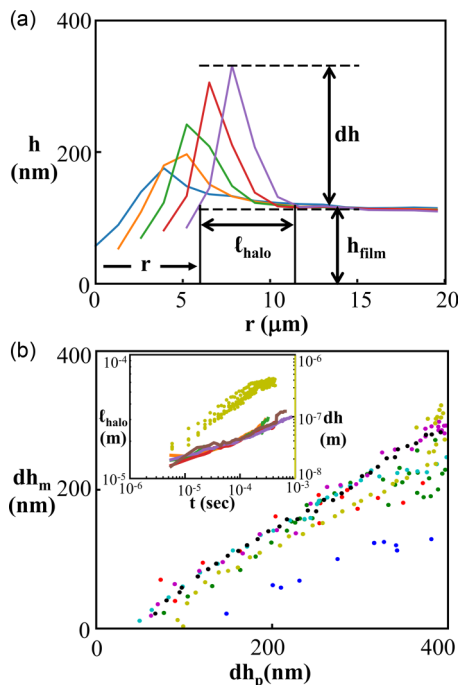 (a)
400
200
0
h
(nm)
dh
ℓhalo
hfilm
r
0
5
10
15
20
r (μm)
(b)
400
200
0
dhm
(nm)
10-4
ℓhalo
(m)
10-5
10-6
10-5
10-4
10-3
t (sec)
10-6
10-7
dh
(m)
10-8
0
200
400
dhp(nm)